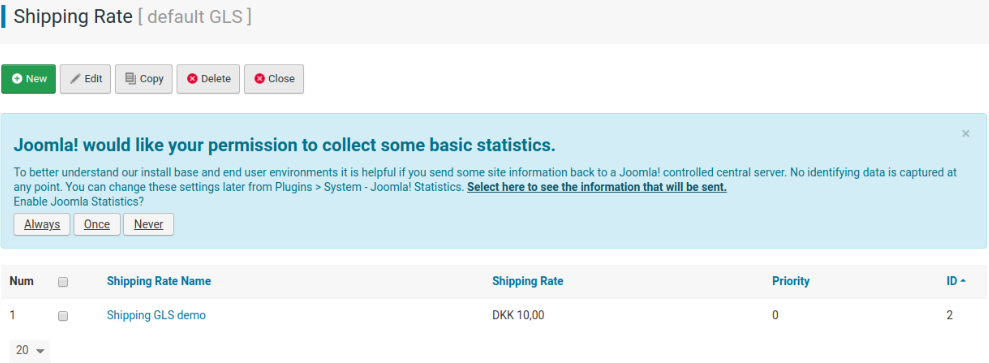 Shipping Rate [ default GLS ]
New Edit Copy Delete Close
×
Joomla! would like your permission to collect some basic statistics.
To better understand our install base and end user environments it is helpful if you send some site information back to a Joomla! controlled central server. No identifying data is captured at
any point. You can change these settings later from Plugins > System - Joomla! Statistics. Select here to see the information that will be sent.
Enable Joomla Statistics?
Always Once Never
Num Shipping Rate Name Shipping Rate Priority ID
1 Shipping GLS demo DKK 10,00 0 2
20